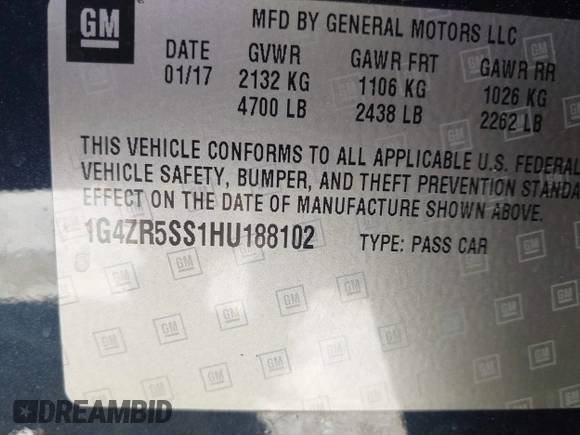 GM
MFD BY GENERAL MOTORS LLC
DATE GVWR GAWR FRT GAWR RR
01/17 2132 KG 1106 KG 1026 KG
4700 LB 2438 LB 2262 LB
THIS VEHICLE CONFORMS TO ALL APPLICABLE U.S. FEDERAL
VEHICLE SAFETY, BUMPER, AND THEFT PREVENTION STANDA
EFFECT ON THE DATE OF MANUFACTURE SHOWN ABOVE.
1G4ZR5SS1HU188102 TYPE: PASS CAR
DREAMBID